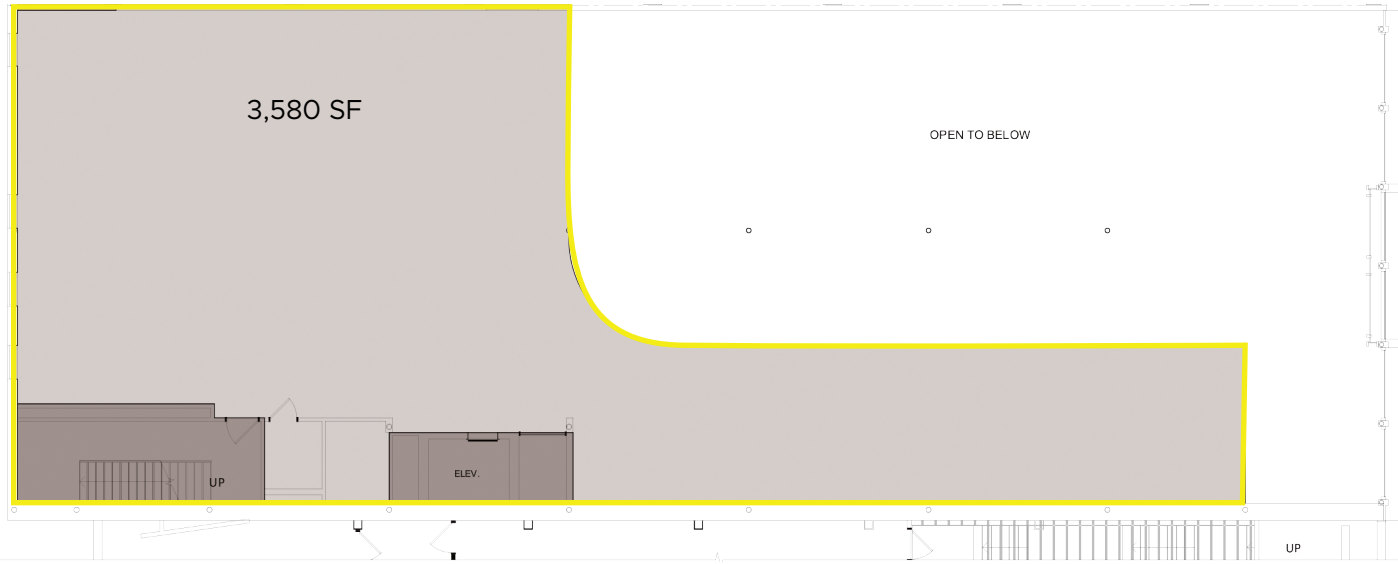 3,580 SF
OPEN TO BELOW
ELEV.
UP
UP